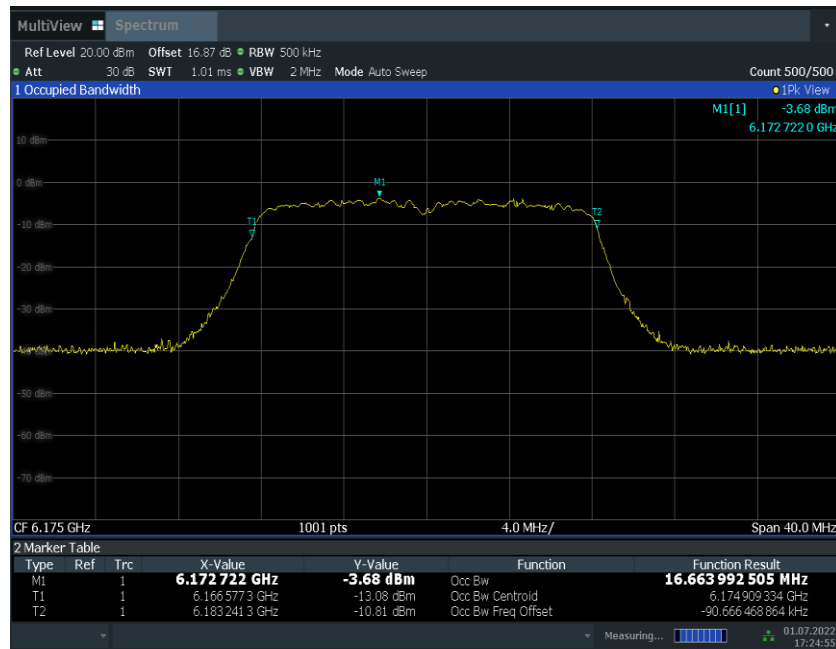 MultiView Spectrum
Ref Level 20.00 dBm Offset 16.87 dB RBW 500 kHz
Att 30 dB SWT 1.01 ms VBW 2 MHz Mode Auto Sweep Count 500/500
1 Occupied Bandwidth 1Pk View
M1[1] -3.68 dBm
6.172 722 0 GHz
10 dBm
M1
0 dBm
T1 T2
-10 dBm
-20 dBm
-30 dBm
-50 dBm
-60 dBm
-70 dBm
CF 6.175 GHz 1001 pts 4.0 MHz/ Span 40.0 MHz
2 Marker Table
Type Ref Trc X-Value Y-Value Function Function Result
M1 1 6.172 722 GHz -3.68 dBm Occ Bw 16.663 992 505 MHz
T1 1 6.166 577 3 GHz -13.08 dBm Occ Bw Centroid 6.174 909 334 GHz
T2 1 6.183 241 3 GHz -10.81 dBm Occ Bw Freq Offset -90.666 468 864 kHz
Measuring... 01.07.2022
17:24:55